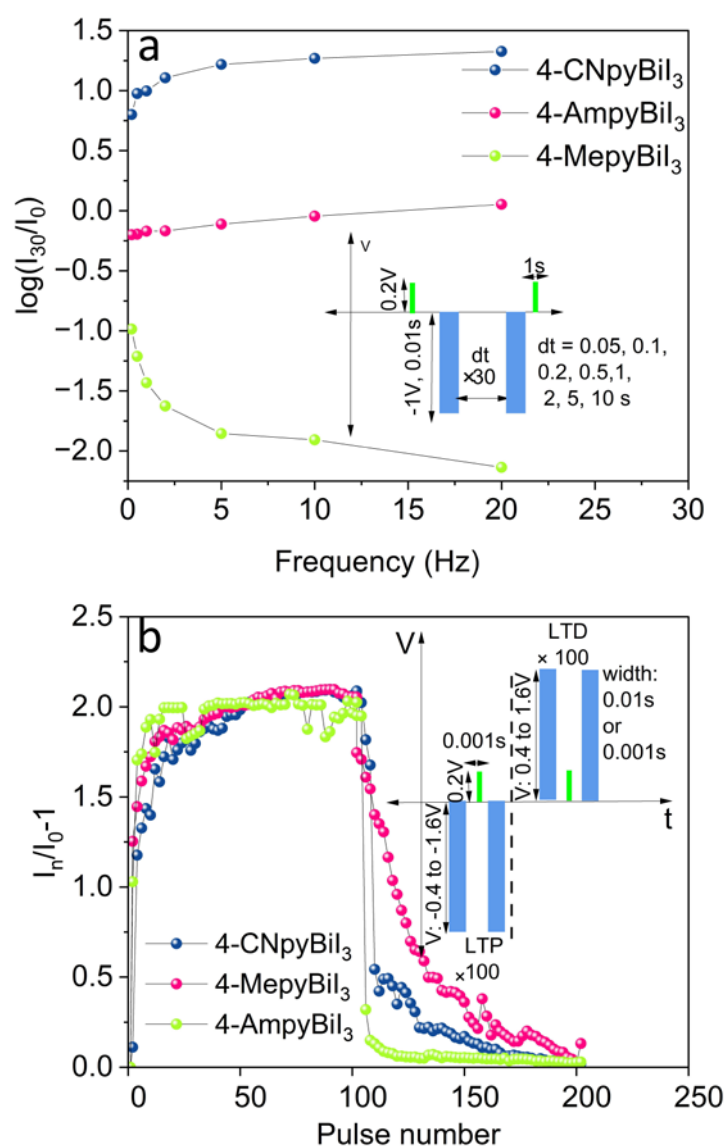 a
1.5
1.0
0.5
0.0
−0.5
−1.0
−1.5
−2.0
log(I₃₀/I₀)
0
5
10
15
20
25
30
Frequency (Hz)
4-CNpyBiI₃
4-AmpyBiI₃
4-MepyBiI₃
V
1s
0.2V
-1V, 0.01s
dt
×30
dt = 0.05, 0.1,
0.2, 0.5,1,
2, 5, 10 s
b
2.5
2.0
1.5
1.0
0.5
0.0
Iₙ/I₀-1
0
50
100
150
200
250
Pulse number
4-CNpyBiI₃
4-MepyBiI₃
4-AmpyBiI₃
V
LTD
× 100
width:
0.01s
or
0.001s
V: 0.4 to 1.6V
0.001s
0.2V
t
V: -0.4 to -1.6V
LTP
×100